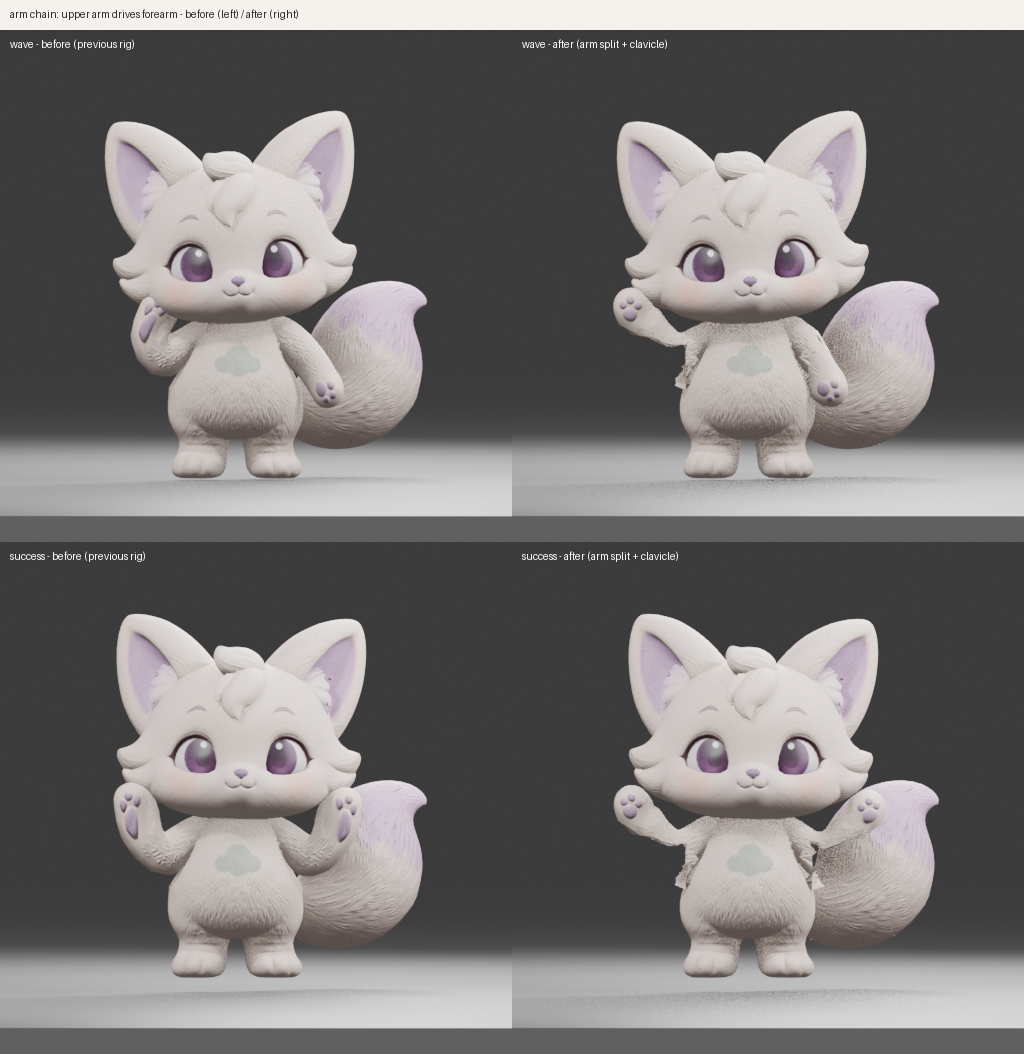 arm chain: upper arm drives forearm - before (left) / after (right)
wave - before (previous rig)
wave - after (arm split + clavicle)
success - before (previous rig)
success - after (arm split + clavicle)